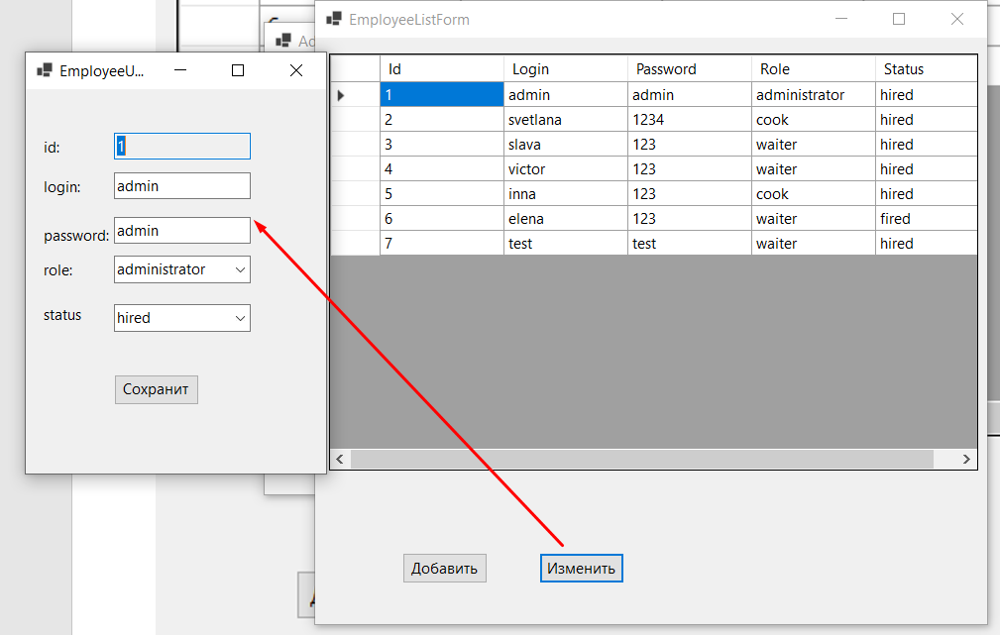 EmployeeListForm
Ad
EmployeeU...
id: 1
login: admin
password: admin
role: administrator
status hired
Сохранит
Id Login Password Role Status
1 admin admin administrator hired
2 svetlana 1234 cook hired
3 slava 123 waiter hired
4 victor 123 waiter hired
5 inna 123 cook hired
6 elena 123 waiter fired
7 test test waiter hired
Добавить Изменить